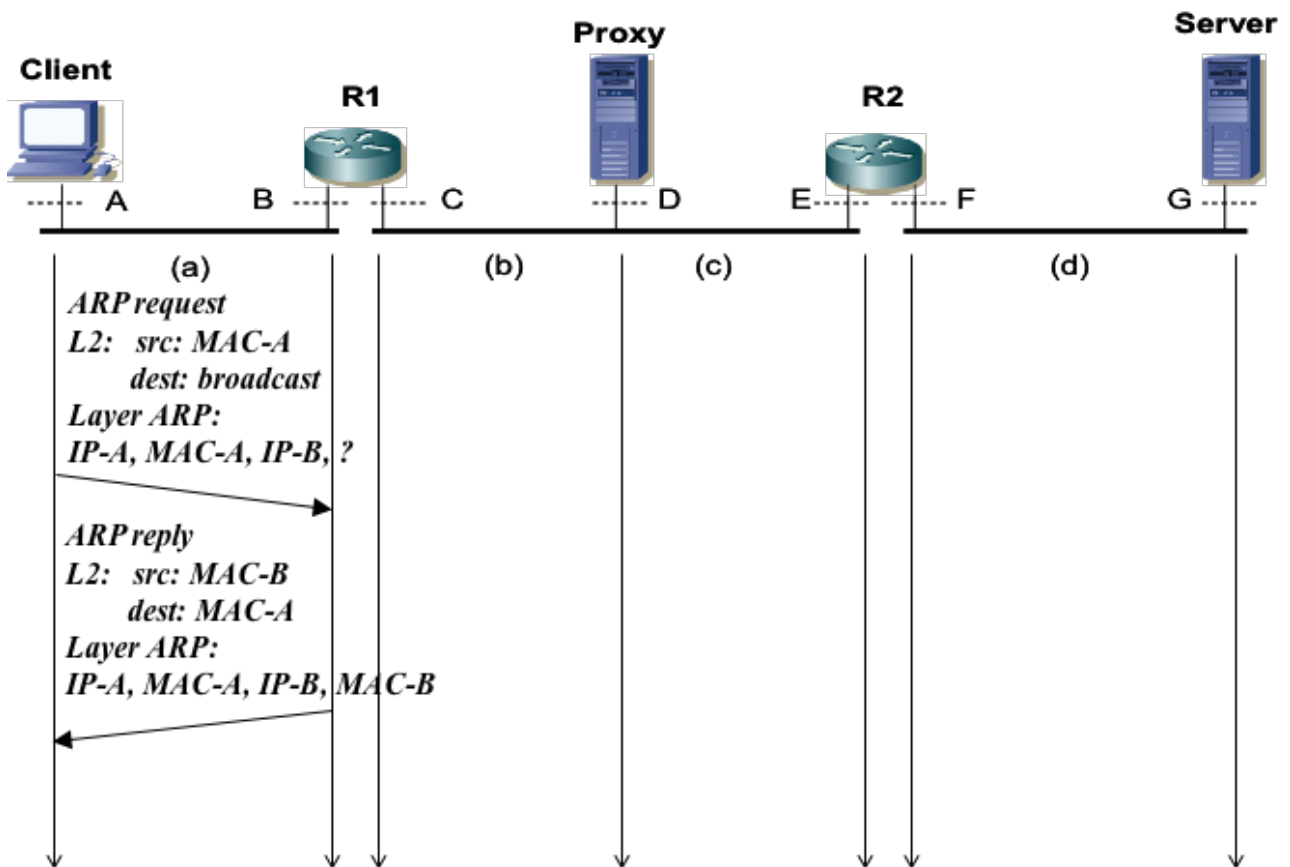 Client
R1
Proxy
R2
Server
A
B
C
D
E
F
G
(a)
(b)
(c)
(d)
ARP request
L2: src: MAC-A
dest: broadcast
Layer ARP:
IP-A, MAC-A, IP-B, ?
ARP reply
L2: src: MAC-B
dest: MAC-A
Layer ARP:
IP-A, MAC-A, IP-B, MAC-B